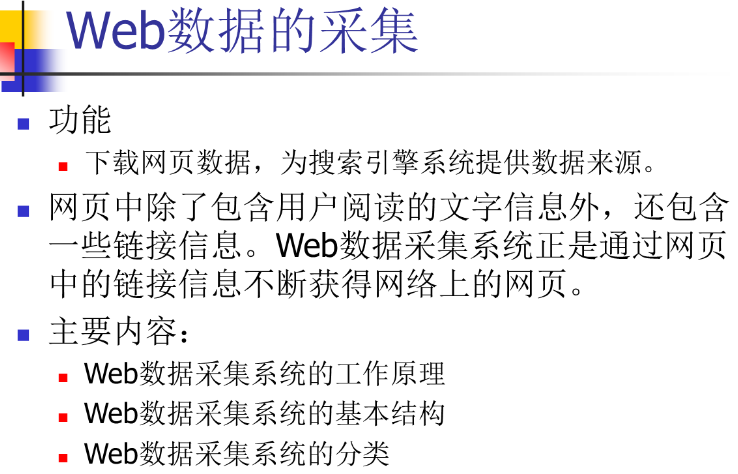 Web数据的采集
功能
下载网页数据，为搜索引擎系统提供数据来源。
网页中除了包含用户阅读的文字信息外，还包含
一些链接信息。Web数据采集系统正是通过网页
中的链接信息不断获得网络上的网页。
主要内容：
Web数据采集系统的工作原理
Web数据采集系统的基本结构
Web数据采集系统的分类